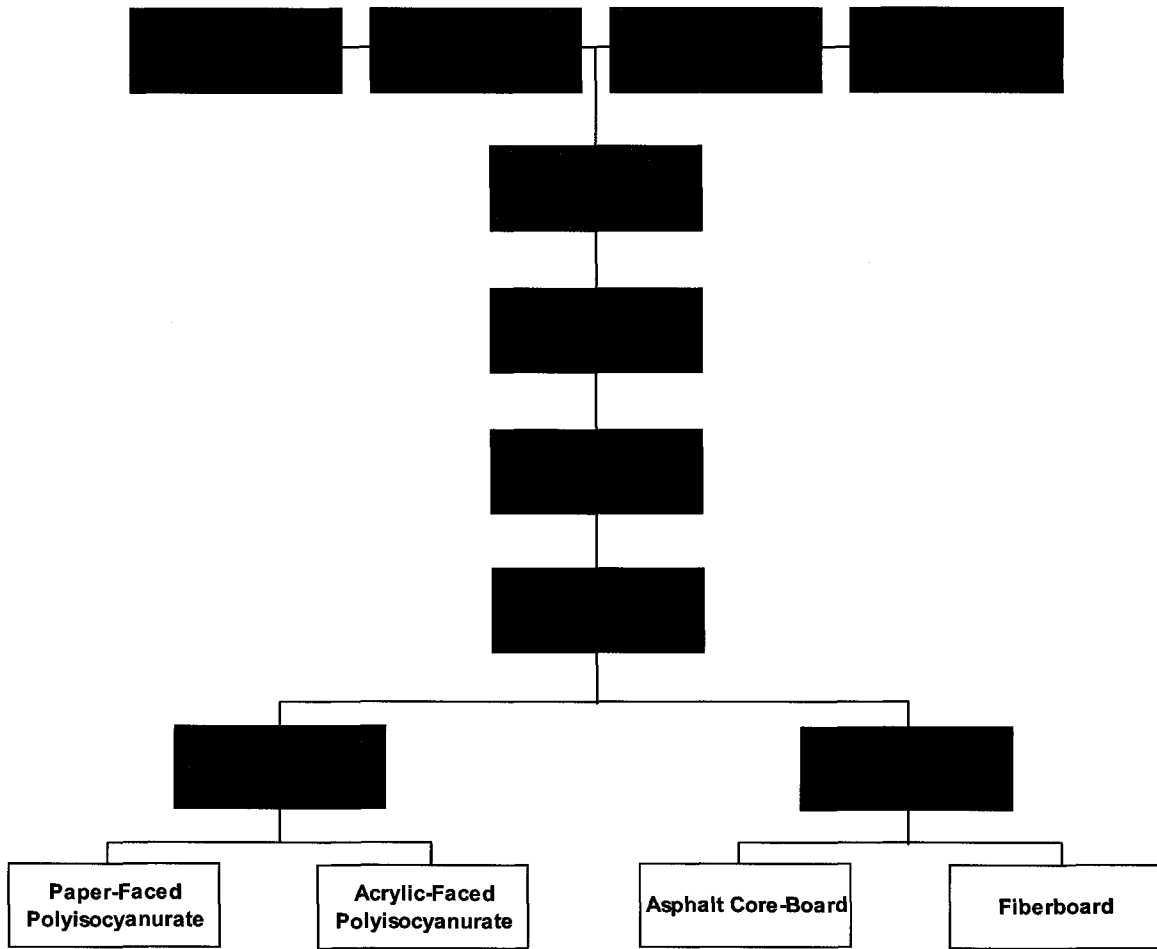 Paper-Faced
Polyisocyanurate
Acrylic-Faced
Polyisocyanurate
Asphalt Core-Board
Fiberboard